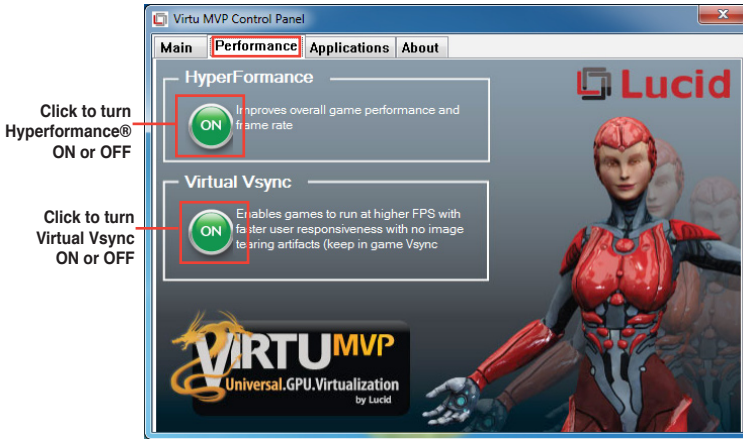 Virtu MVP Control Panel
Main Performance Applications About
HyperFormance
Lucid
Click to turn
Hyperformance®
ON or OFF
ON
Improves overall game performance and
frame rate
Virtual Vsync
Click to turn
Virtual Vsync
ON or OFF
ON
Enables games to run at higher FPS with
faster user responsiveness with no image
tearing artifacts (keep in game Vsync
VIRTU MVP
Universal.GPU.Virtualization
by Lucid